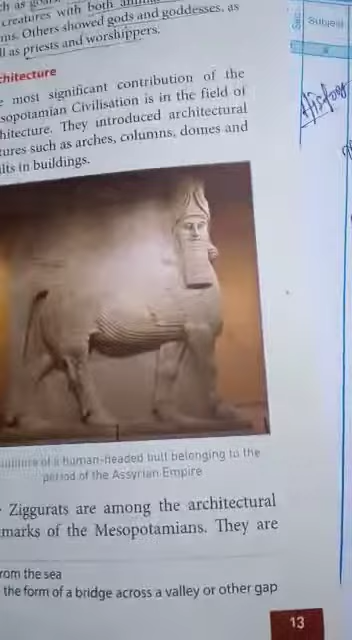 creatures with both
ms. Others showed gods and goddesses, as
ll as priests and worshippers.
chitecture
e most significant contribution of the
sopotamian Civilisation is in the field of
hitecture. They introduced architectural
tures such as arches, columns, domes and
ults in buildings.
of a human-headed bull belonging to the
period of the Assyrian Empire
Ziggurats are among the architectural
marks of the Mesopotamians. They are
rom the sea
the form of a bridge across a valley or other gap
13
Subject
History